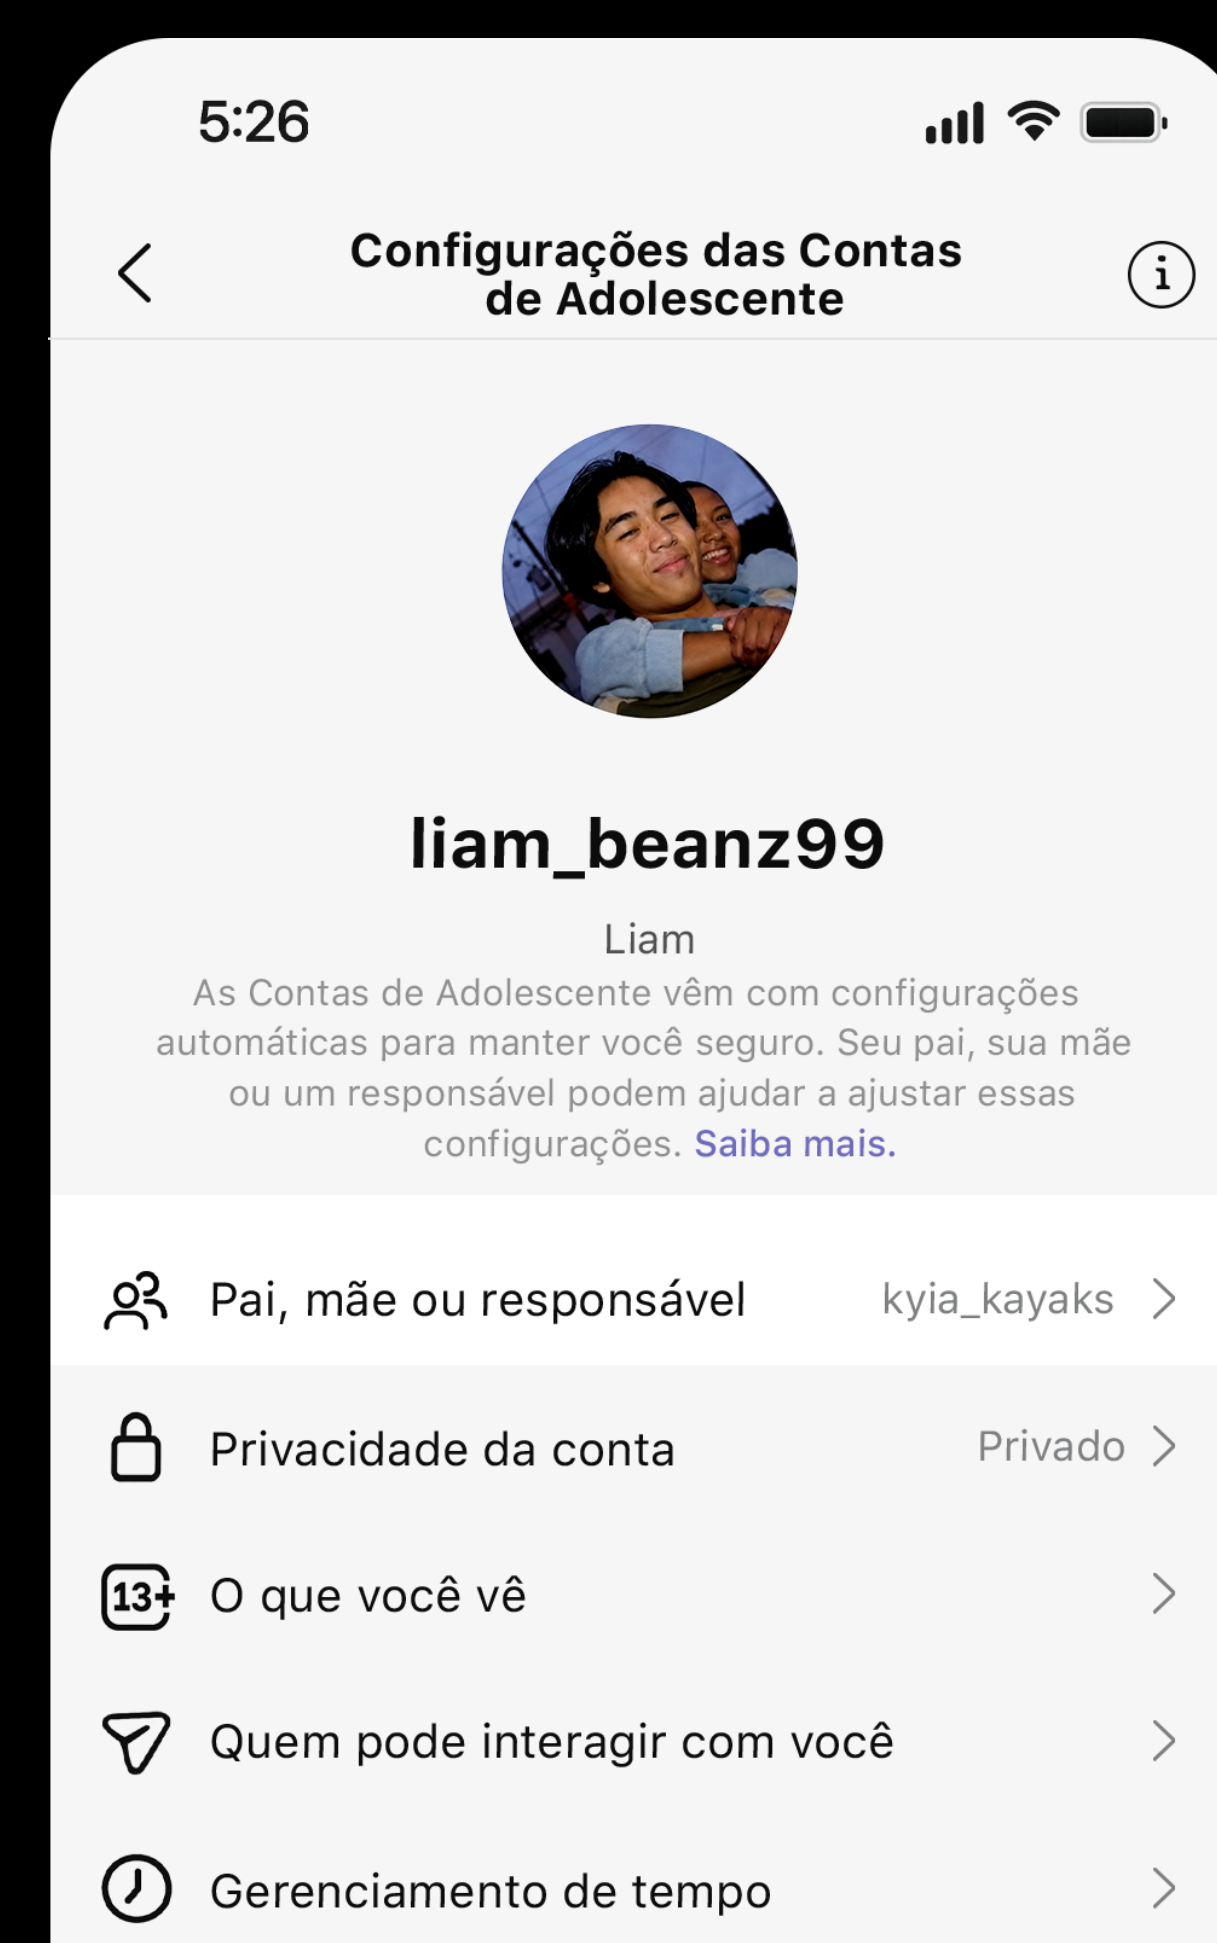 5:26
Configurações das Contas
de Adolescente
liam_beanz99
Liam
As Contas de Adolescente vêm com configurações
automáticas para manter você seguro. Seu pai, sua mãe
ou um responsável podem ajudar a ajustar essas
configurações. Saiba mais.
Pai, mãe ou responsável kyia_kayaks
Privacidade da conta Privado
13+ O que você vê
Quem pode interagir com você
Gerenciamento de tempo